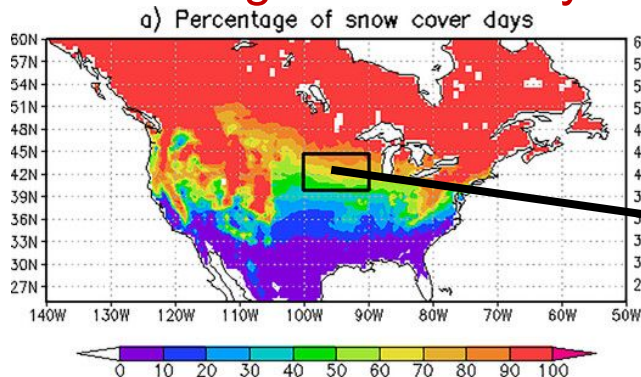 a) Percentage of snow cover days
60N
57N
54N
51N
48N
45N
42N
39N
36N
33N
30N
27N
140W 130W 120W 110W 100W 90W 80W 70W 60W 50W
0 10 20 30 40 50 60 70 80 90 100